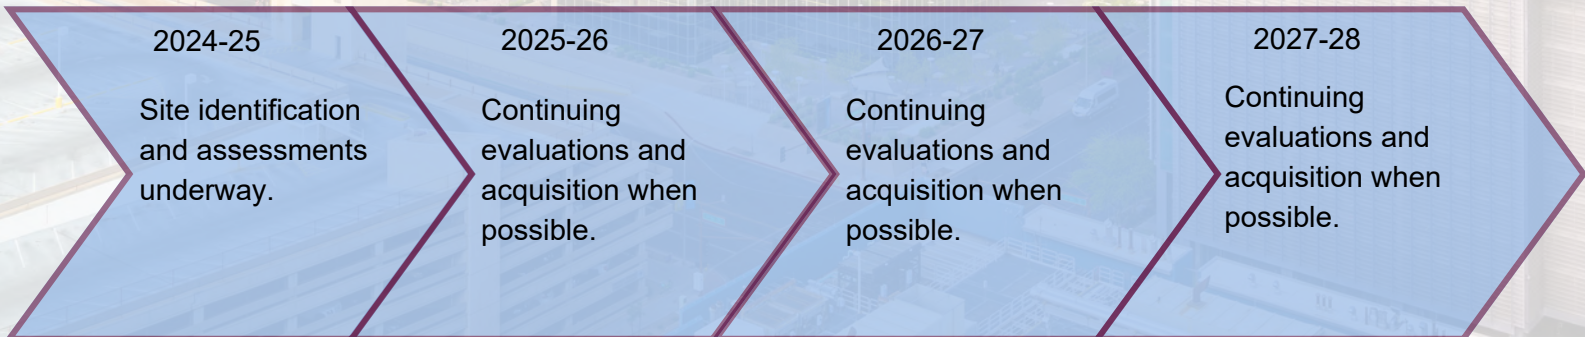 2024-25
Site identification
and assessments
underway.
2025-26
Continuing
evaluations and
acquisition when
possible.
2026-27
Continuing
evaluations and
acquisition when
possible.
2027-28
Continuing
evaluations and
acquisition when
possible.